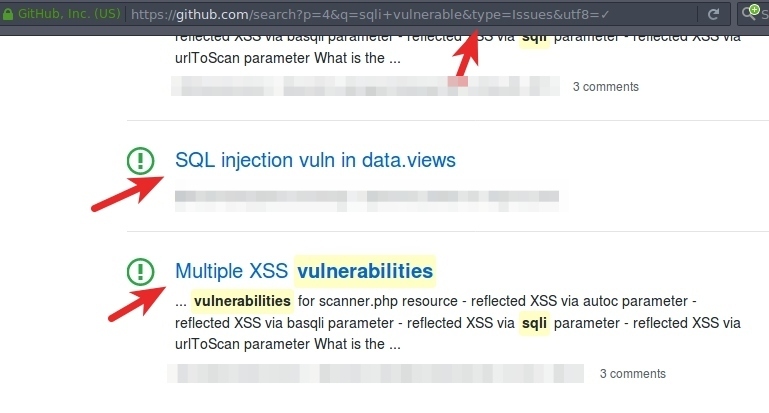 GitHub, Inc. (US) https://github.com/search?p=4&q=sqli+vulnerable&type=Issues&utf8=✓
reflected XSS via basqli parameter - reflected XSS via sqli parameter - reflected XSS via
urlToScan parameter What is the ...
3 comments
SQL injection vuln in data.views
Multiple XSS vulnerabilities
... vulnerabilities for scanner.php resource - reflected XSS via autoc parameter -
reflected XSS via basqli parameter - reflected XSS via sqli parameter - reflected XSS via
urlToScan parameter What is the ...
3 comments